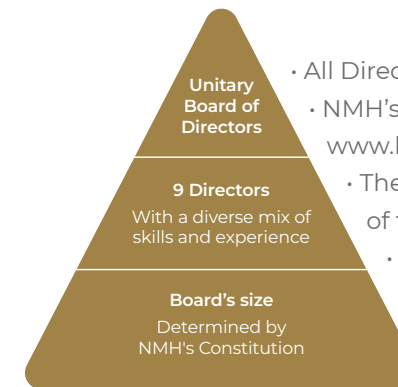 Unitary
Board of
Directors
• All Direc
• NMH's
www.
• The
of
•
9 Directors
With a diverse mix of
skills and experience
Board's size
Determined by
NMH's Constitution